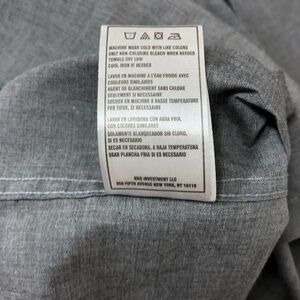 MACHINE WASH COLD WITH LIKE COLORS
ONLY NON-CHLORINE BLEACH WHEN NEEDED
TUMBLE DRY LOW
COOL IRON IF NEEDED
LAVER EN MACHINE A L'EAU FROIDE AVEC
COULEURS SIMILAIRES
AGENT DE BLANCHIMENT SANS CLORE
SEULEMENT SI NECESSAIRE
SECHER EN MACHINE A BASSE TEMPERATURE
FER TIEDE, SI NECESSAIRE
LAVAR EN LAVADORA CON AGUA FRIA,
CON COLORES SIMILARES
SOLAMENTE BLANQUEADOR SIN CLORO,
SI ES NECESARIO
SECAR EN SECADORA, A BAJA TEMPERATURA
USAR PLANCHA FRIA SI ES NECESARIO
INVESTMENT LLC
350 FIFTH AVENUE NEW YORK, NY 10118